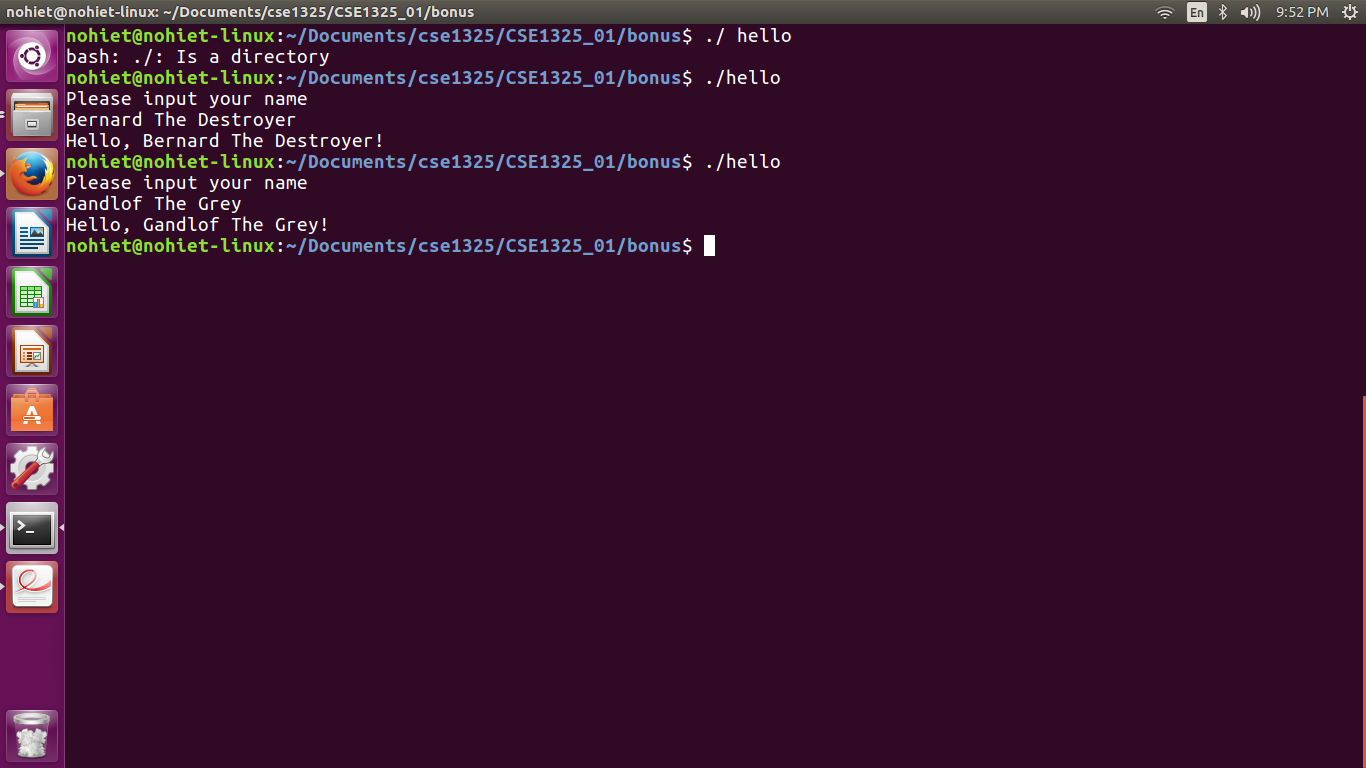 nohiet@nohiet-linux: ~/Documents/cse1325/CSE1325_01/bonus
En
9:52 PM
nohiet@nohiet-linux:~/Documents/cse1325/CSE1325_01/bonus$ ./ hello
bash: ./: Is a directory
nohiet@nohiet-linux:~/Documents/cse1325/CSE1325_01/bonus$ ./hello
Please input your name
Bernard The Destroyer
Hello, Bernard The Destroyer!
nohiet@nohiet-linux:~/Documents/cse1325/CSE1325_01/bonus$ ./hello
Please input your name
Gandlof The Grey
Hello, Gandlof The Grey!
nohiet@nohiet-linux:~/Documents/cse1325/CSE1325_01/bonus$